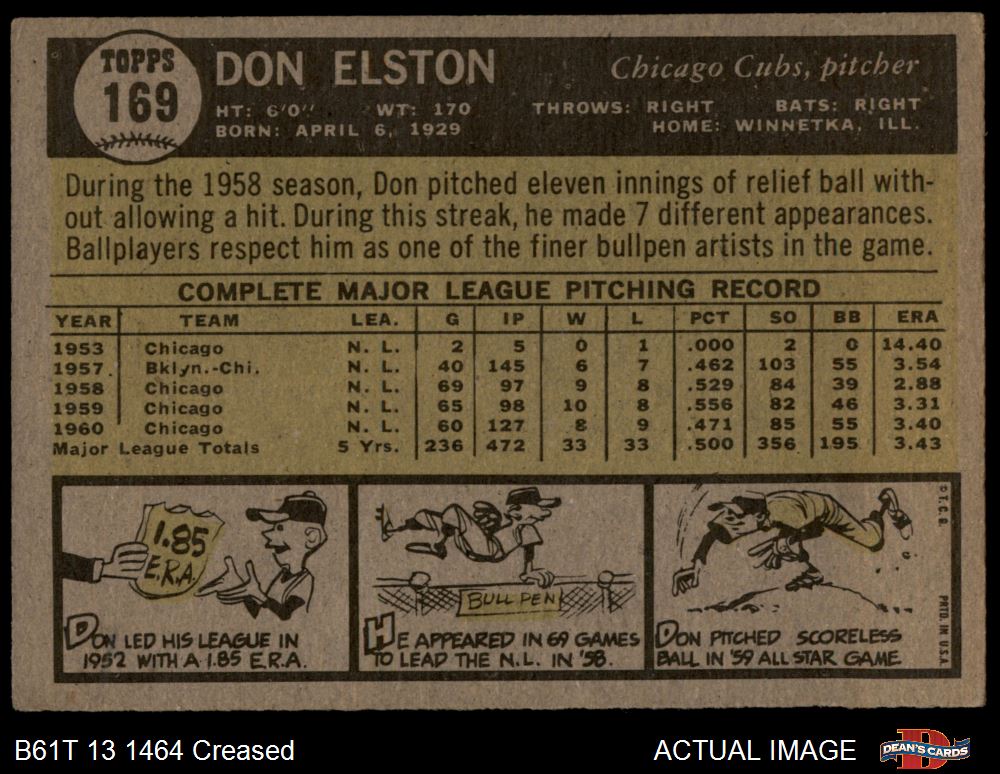 TOPPS
169
DON ELSTON
Chicago Cubs, pitcher
HT: 6'0" WT: 170 THROWS: RIGHT BATS: RIGHT
BORN: APRIL 6, 1929 HOME: WINNETKA, ILL.
During the 1958 season, Don pitched eleven innings of relief ball with-
out allowing a hit. During this streak, he made 7 different appearances.
Ballplayers respect him as one of the finer bullpen artists in the game.
COMPLETE MAJOR LEAGUE PITCHING RECORD
YEAR TEAM LEA. G IP W L PCT SO BB ERA
1953 Chicago N. L. 2 5 0 1 .000 2 0 14.40
1957. Bklyn.-Chi. N. L. 40 145 6 7 .462 103 55 3.54
1958 Chicago N. L. 69 97 9 8 .529 84 39 2.88
1959 Chicago N. L. 65 98 10 8 .556 82 46 3.31
1960 Chicago N. L. 60 127 8 9 .471 85 55 3.40
Major League Totals 5 Yrs. 236 472 33 33 .500 356 195 3.43
1.85
E.R.A.
DON LED HIS LEAGUE IN
1952 WITH A 1.85 E.R.A.
BULL PEN
HE APPEARED IN 69 GAMES
TO LEAD THE N.L. IN '58.
DON PITCHED SCORELESS
BALL IN '59 ALL STAR GAME.
© T. C. G.
PRTD. IN U.S.A.
B61T 13 1464 Creased
ACTUAL IMAGE
DEAN'S CARDS